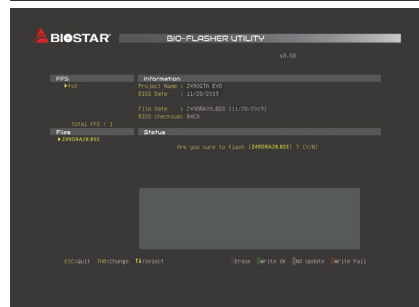 BIOSTAR BIO-FLASHER UTILITY
v3.03
FFS
▶fs0
Total FFS : 1
Information
Project Name : Z490GTA EVO
BIOS Date : 11/28/2019
File Date : Z490RA28.BSS (11/28/2019)
BIOS checksum: B4C3
Files
▶Z490RA28.BSS
Status
Are you sure to flash [Z490RA28.BSS] ? (Y/N)
ESC:Quit TAB:Change ↑↓:Select Erase Write OK NO Update Write Fail